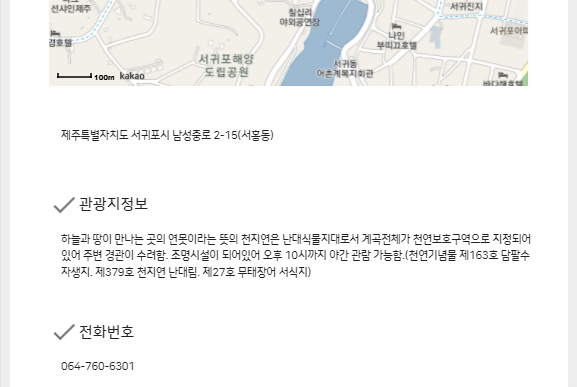 칠십리
야외공연장
선사인제주
서귀진지
나인
부띠끄호텔
경호텔
서귀포해양
도립공원
서귀동
어촌계복지회관
서귀포아파
바다해호텔
100m kakao
제주특별자치도 서귀포시 남성중로 2-15(서홍동)
관광지정보
하늘과 땅이 만나는 곳의 연못이라는 뜻의 천지연은 난대식물지대로서 계곡전체가 천연보호구역으로 지정되어
있어 주변 경관이 수려함. 조명시설이 되어있어 오후 10시까지 야간 관람 가능함.(천연기념물 제163호 담팔수
자생지. 제379호 천지연 난대림. 제27호 무태장어 서식지)
전화번호
064-760-6301